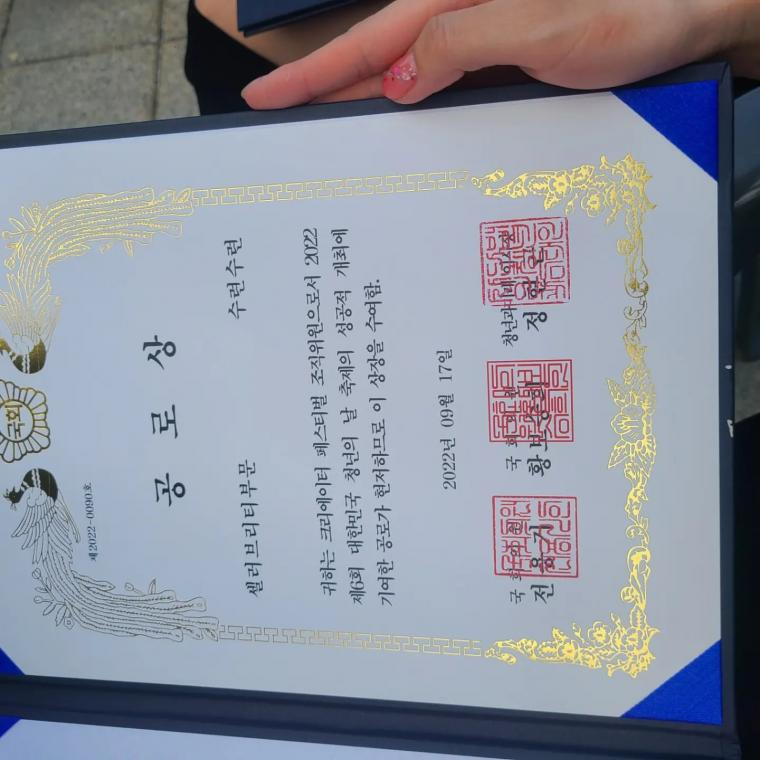 국회
제2022-0090호
공 로 상
셀러브리티부문 수련수련
귀하는 크리에이터 페스티벌 조직위원으로서 2022
제6회 대한민국 청년의 날 축제의 성공적 개최에
기여한 공로가 현저하므로 이 상장을 수여함.
2022년 09월 17일
국 회 의 원 국 회 의 원 청년과미래 이사장
전 용 기 황 보 승 희 정 현 곤